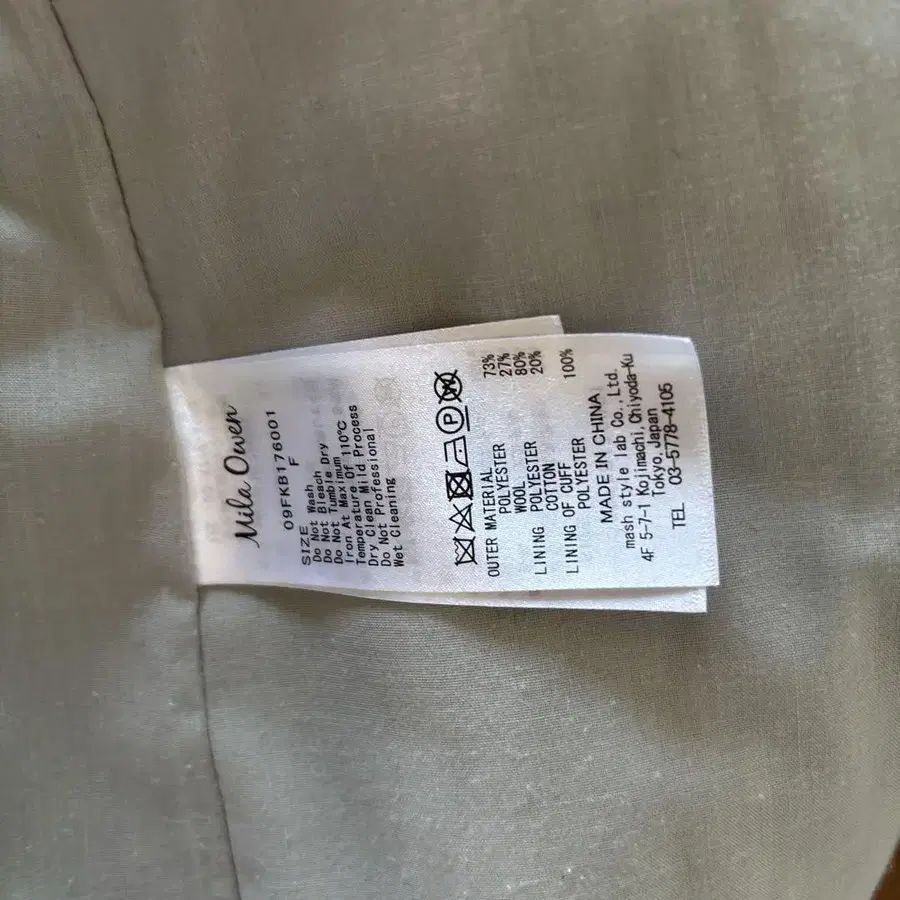 Mila Owen
09FKB176001
SIZE F
Do Not Wash
Do Not Bleach
Do Not Tumble Dry
Iron At Maximum
Temperature Of 110℃
Dry Clean Mild Process
Do Not Professional
Wet Cleaning
P W
OUTER MATERIAL
POLYESTER 73%
WOOL 27%
LINING POLYESTER 80%
COTTON 20%
LINING OF CUFF
POLYESTER 100%
MADE IN CHINA
mash style lab Co.,Ltd.
4F 5-7-1 Kojimachi,Chiyoda-Ku
Tokyo,Japan
TEL 03-5778-4105